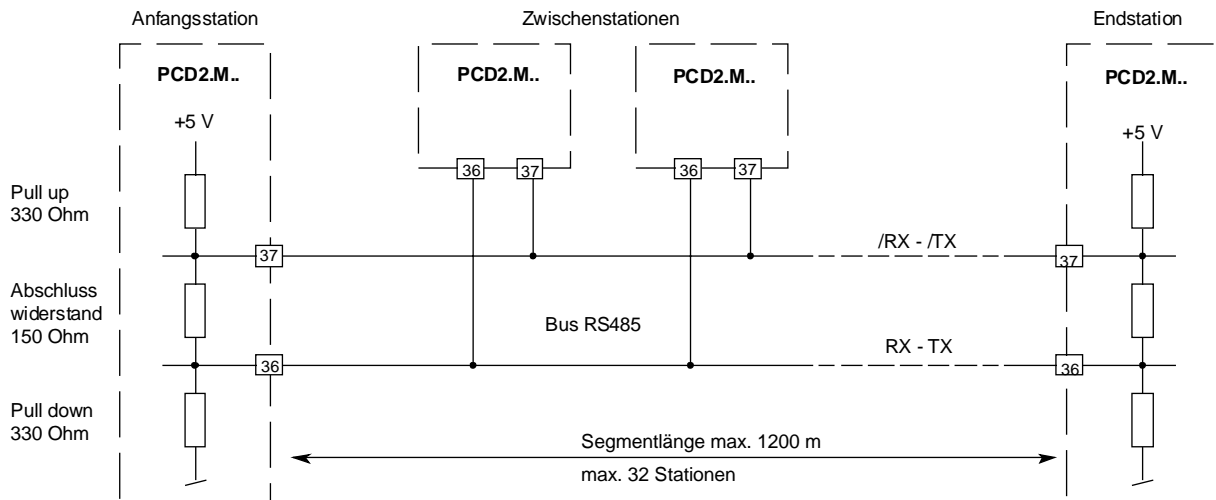 Anfangsstation
Zwischenstationen
Endstation
PCD2.M..
PCD2.M..
PCD2.M..
PCD2.M..
+5 V
+5 V
36
37
36
37
Pull up
330 Ohm
/RX - /TX
37
37
Abschluss
widerstand
150 Ohm
Bus RS485
RX - TX
36
36
Pull down
330 Ohm
Segmentlänge max. 1200 m
max. 32 Stationen